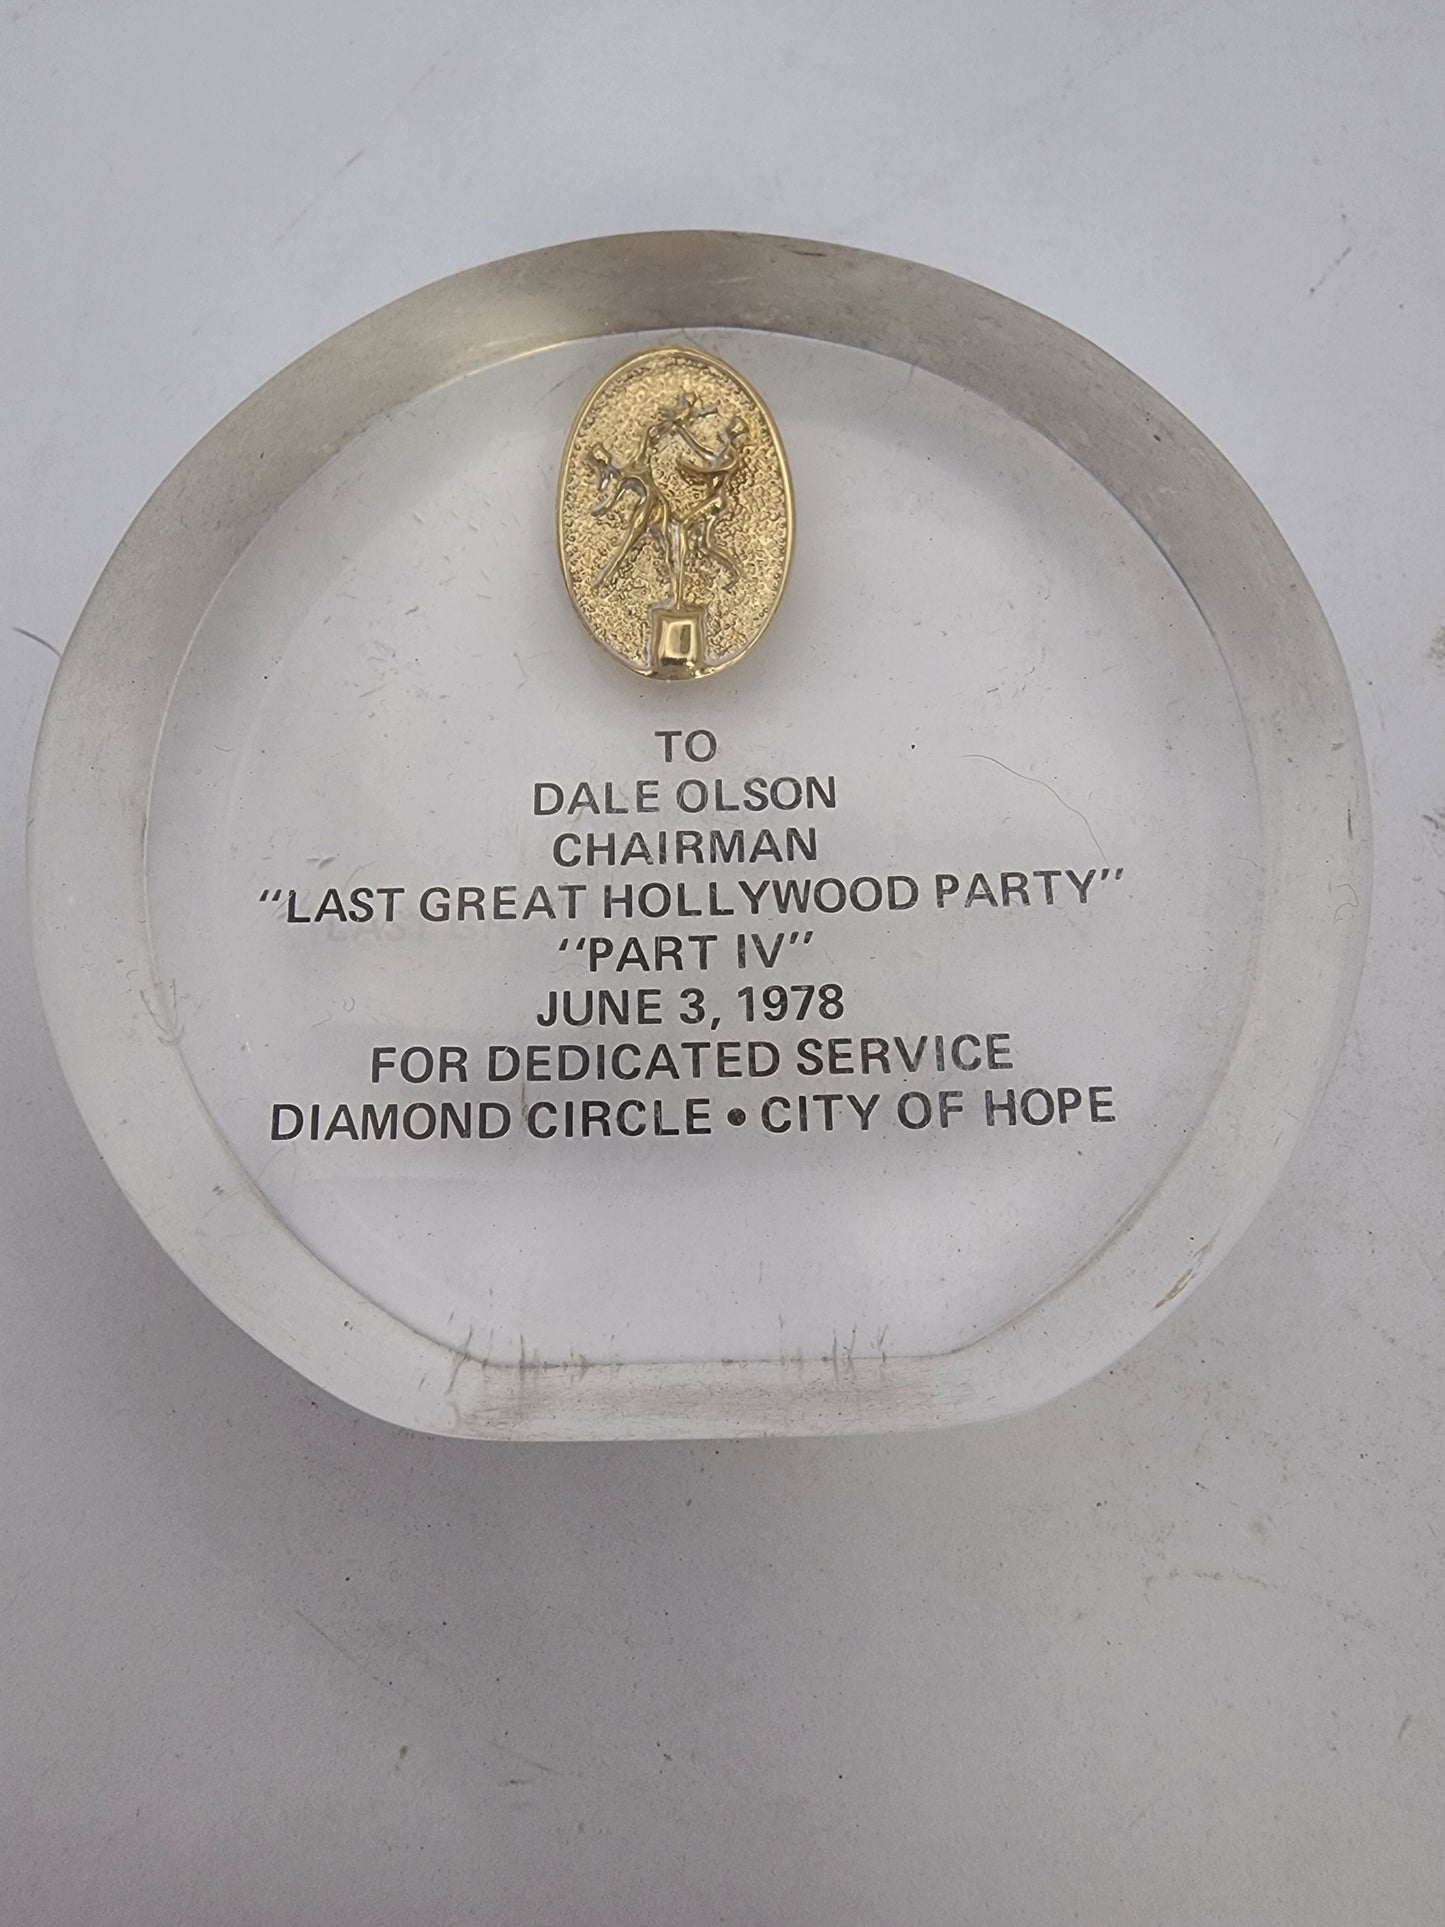 TO
DALE OLSON
CHAIRMAN
“LAST GREAT HOLLYWOOD PARTY”
“PART IV”
JUNE 3, 1978
FOR DEDICATED SERVICE
DIAMOND CIRCLE • CITY OF HOPE